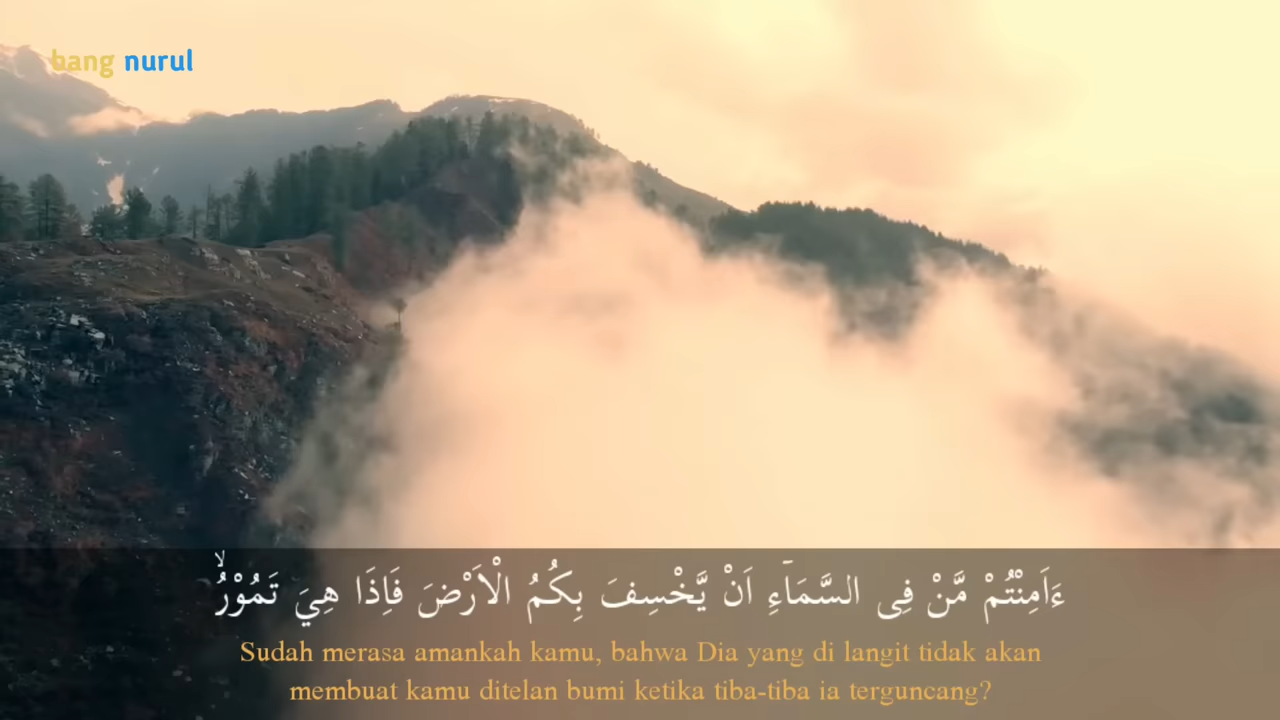 bang nurul
ءَاَمِنْتُمْ مَّنْ فِى السَّمَاۤءِ اَنْ يَّخْسِفَ بِكُمُ الْاَرْضَ فَاِذَا هِيَ تَمُوْرُۙ
Sudah merasa amankah kamu, bahwa Dia yang di langit tidak akan
membuat kamu ditelan bumi ketika tiba-tiba ia terguncang?